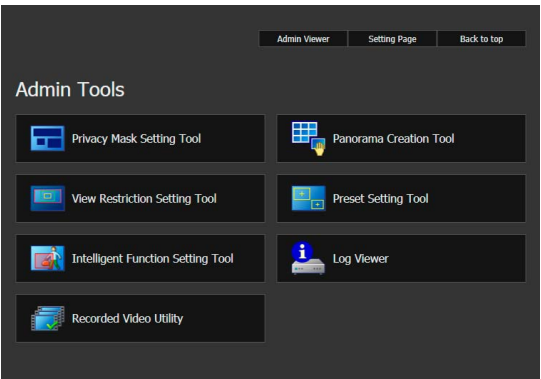 Admin Viewer
Setting Page
Back to top
Admin Tools
Privacy Mask Setting Tool
Panorama Creation Tool
View Restriction Setting Tool
Preset Setting Tool
Intelligent Function Setting Tool
Log Viewer
Recorded Video Utility